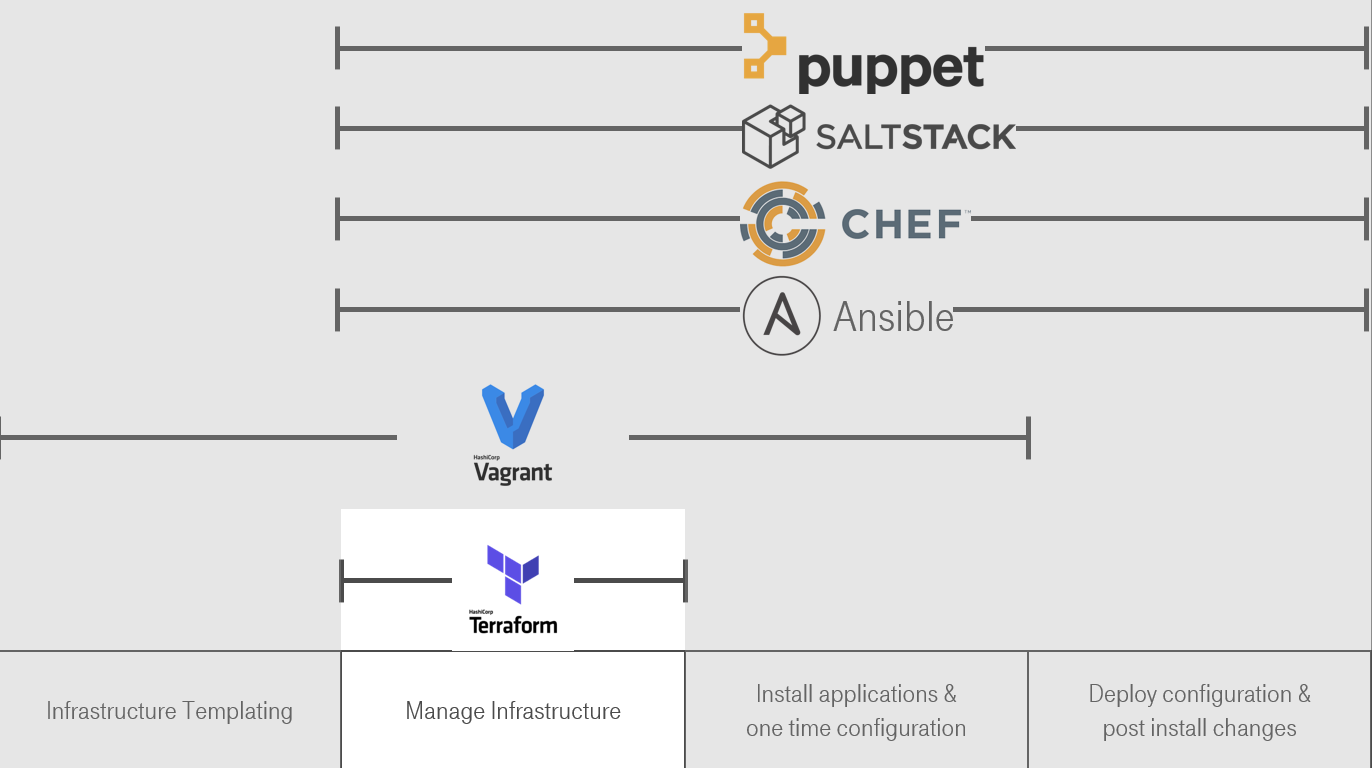 puppet
SALTSTACK
CHEF™
Ansible
HashiCorp
Vagrant
HashiCorp
Terraform
Infrastructure Templating
Manage Infrastructure
Install applications &
one time configuration
Deploy configuration &
post install changes